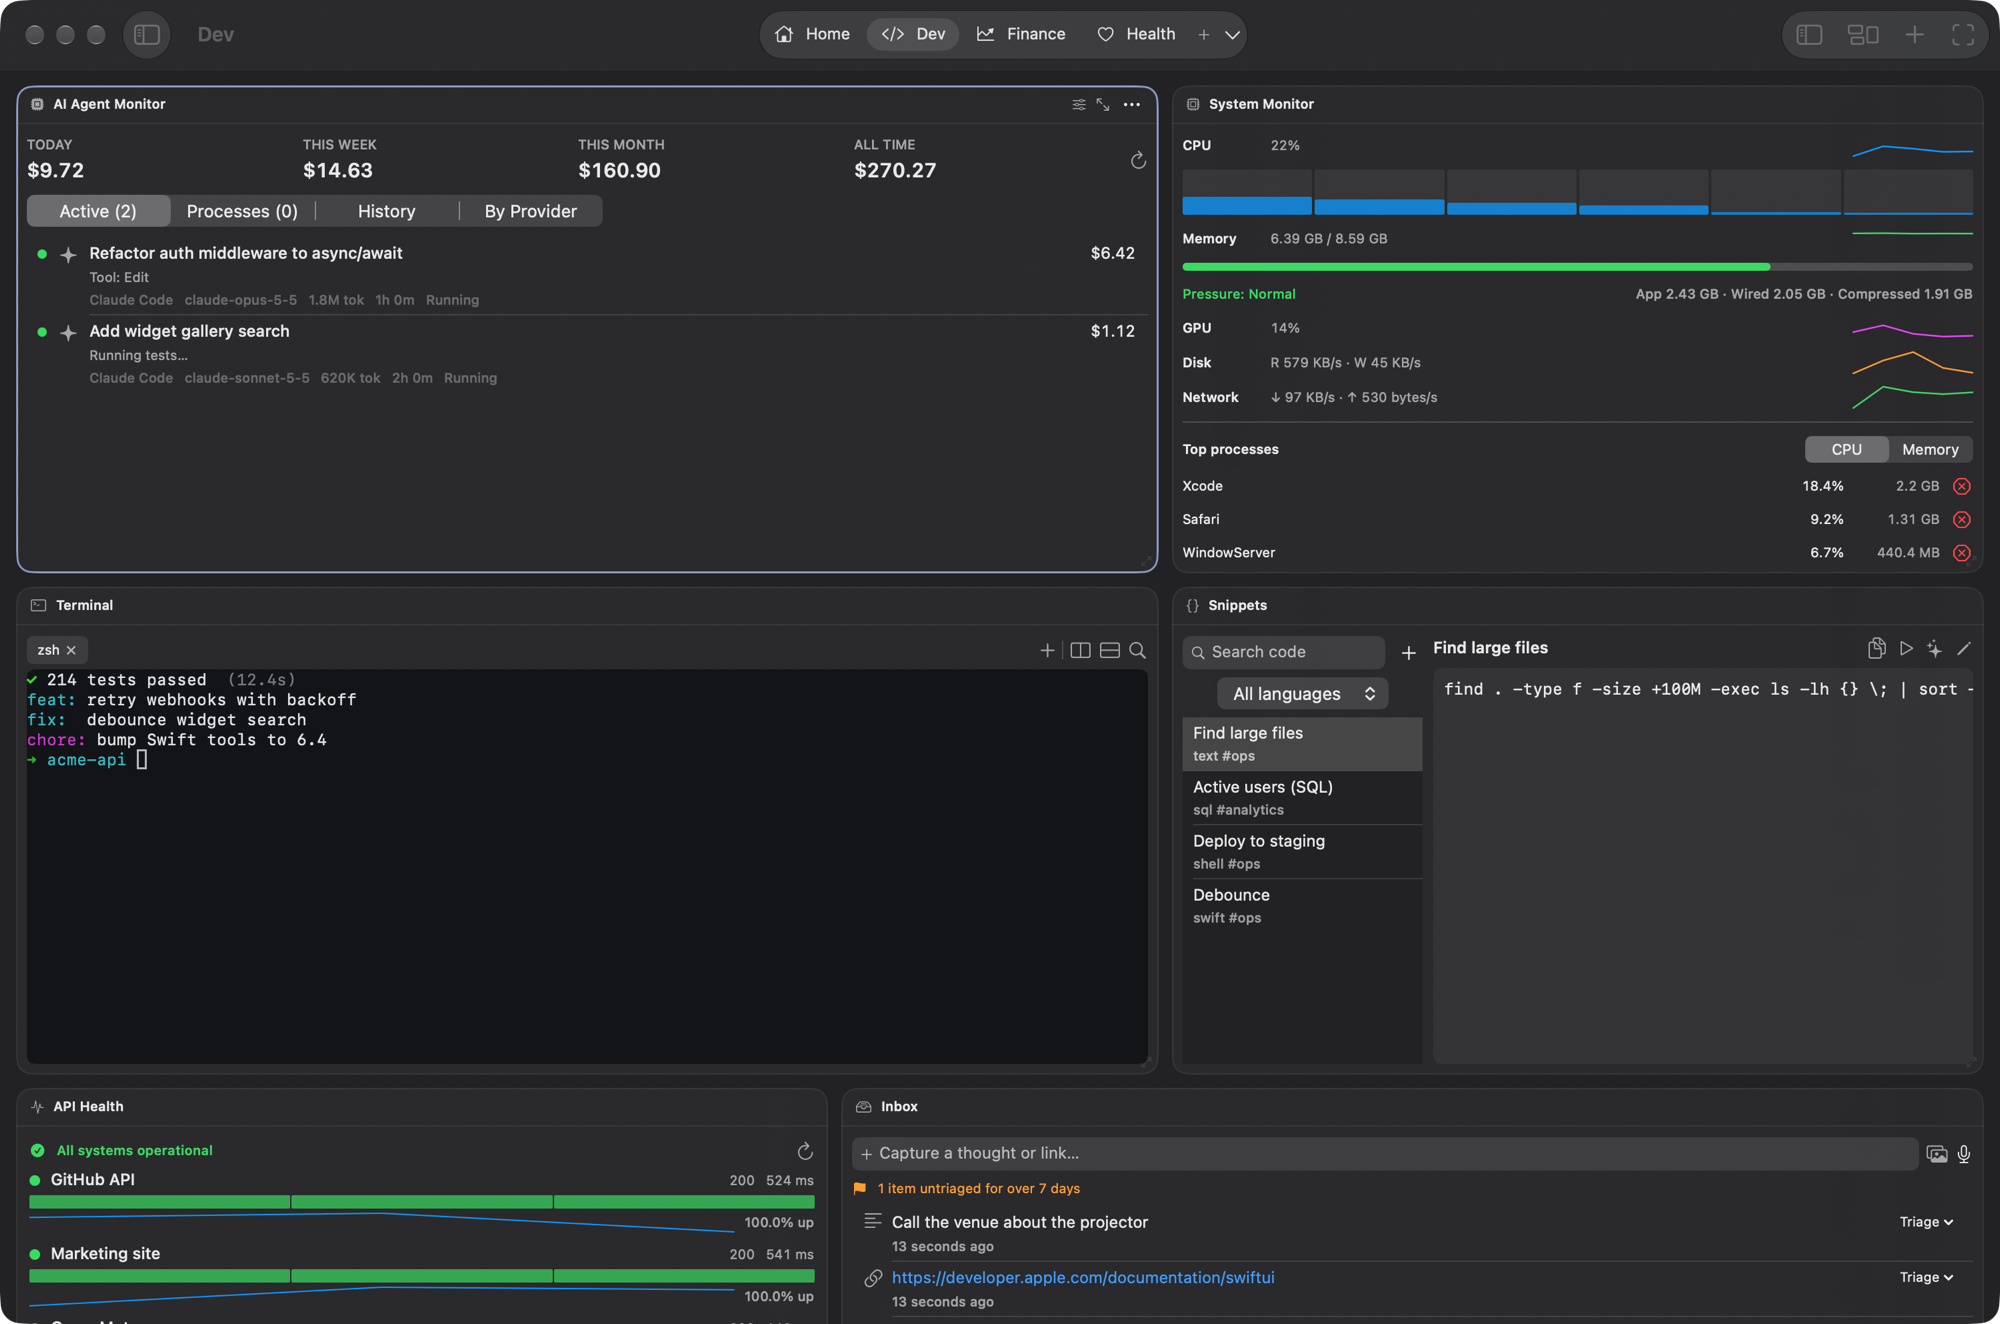 Dev
Home
Dev
Finance
Health
AI Agent Monitor
TODAY
$9.72
THIS WEEK
$14.63
THIS MONTH
$160.90
ALL TIME
$270.27
Active (2)
Processes (0)
History
By Provider
Refactor auth middleware to async/await
$6.42
Tool: Edit
Claude Code claude-opus-5-5 1.8M tok 1h 0m Running
Add widget gallery search
$1.12
Running tests...
Claude Code claude-sonnet-5-5 620K tok 2h 0m Running
System Monitor
CPU 22%
Memory 6.39 GB / 8.59 GB
Pressure: Normal
App 2.43 GB · Wired 2.05 GB · Compressed 1.91 GB
GPU 14%
Disk R 579 KB/s · W 45 KB/s
Network ↓ 97 KB/s · ↑ 530 bytes/s
Top processes
CPU
Memory
Xcode 18.4% 2.2 GB
Safari 9.2% 1.31 GB
WindowServer 6.7% 440.4 MB
Terminal
zsh ×
✓ 214 tests passed (12.4s)
feat: retry webhooks with backoff
fix: debounce widget search
chore: bump Swift tools to 6.4
→ acme-api
Snippets
Search code
All languages
Find large files
text #ops
Active users (SQL)
sql #analytics
Deploy to staging
shell #ops
Debounce
swift #ops
Find large files
find . -type f -size +100M -exec ls -lh {} \; | sort -
API Health
All systems operational
GitHub API
200 524 ms
100.0% up
Marketing site
200 541 ms
100.0% up
Inbox
+ Capture a thought or link...
1 item untriaged for over 7 days
Call the venue about the projector
Triage
13 seconds ago
https://developer.apple.com/documentation/swiftui
Triage
13 seconds ago